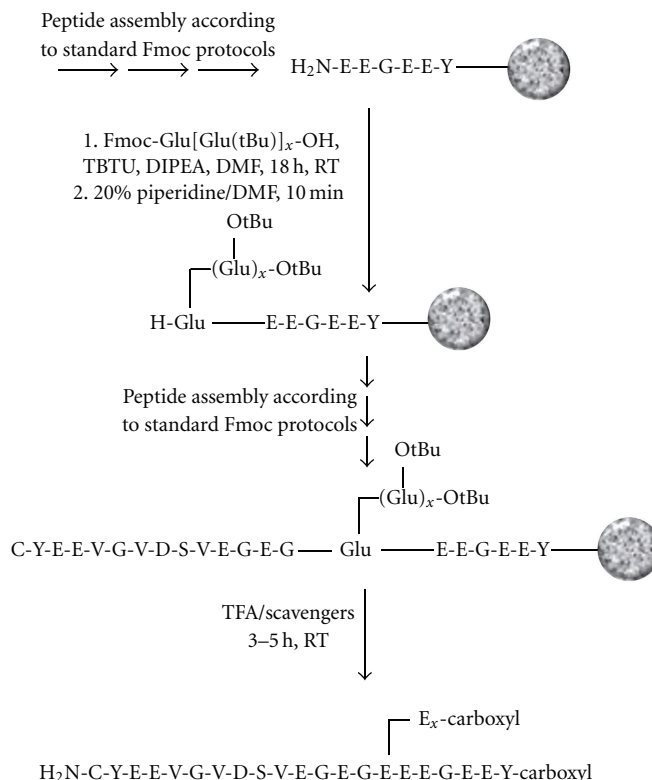 Peptide assembly according
to standard Fmoc protocols
H₂N-E-E-G-E-E-Y
1. Fmoc-Glu[Glu(tBu)]ₓ-OH,
TBTU, DIPEA, DMF, 18 h, RT
2. 20% piperidine/DMF, 10 min
OtBu
(Glu)ₓ-OtBu
H-Glu E-E-G-E-E-Y
Peptide assembly according
to standard Fmoc protocols
OtBu
(Glu)ₓ-OtBu
C-Y-E-E-V-G-V-D-S-V-E-G-E-G Glu E-E-G-E-E-Y
TFA/scavengers
3–5 h, RT
Eₓ-carboxyl
H₂N-C-Y-E-E-V-G-V-D-S-V-E-G-E-G-E-E-E-G-E-E-Y-carboxyl